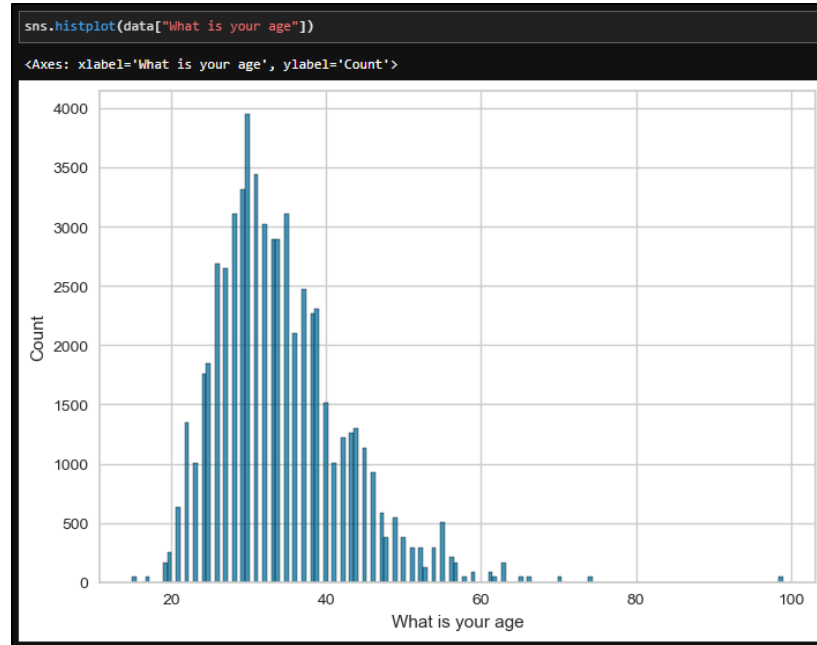 sns.histplot(data["What is your age"])
<Axes: xlabel='What is your age', ylabel='Count'>
4000
3500
3000
2500
2000
1500
1000
500
0
Count
20 40 60 80 100
What is your age